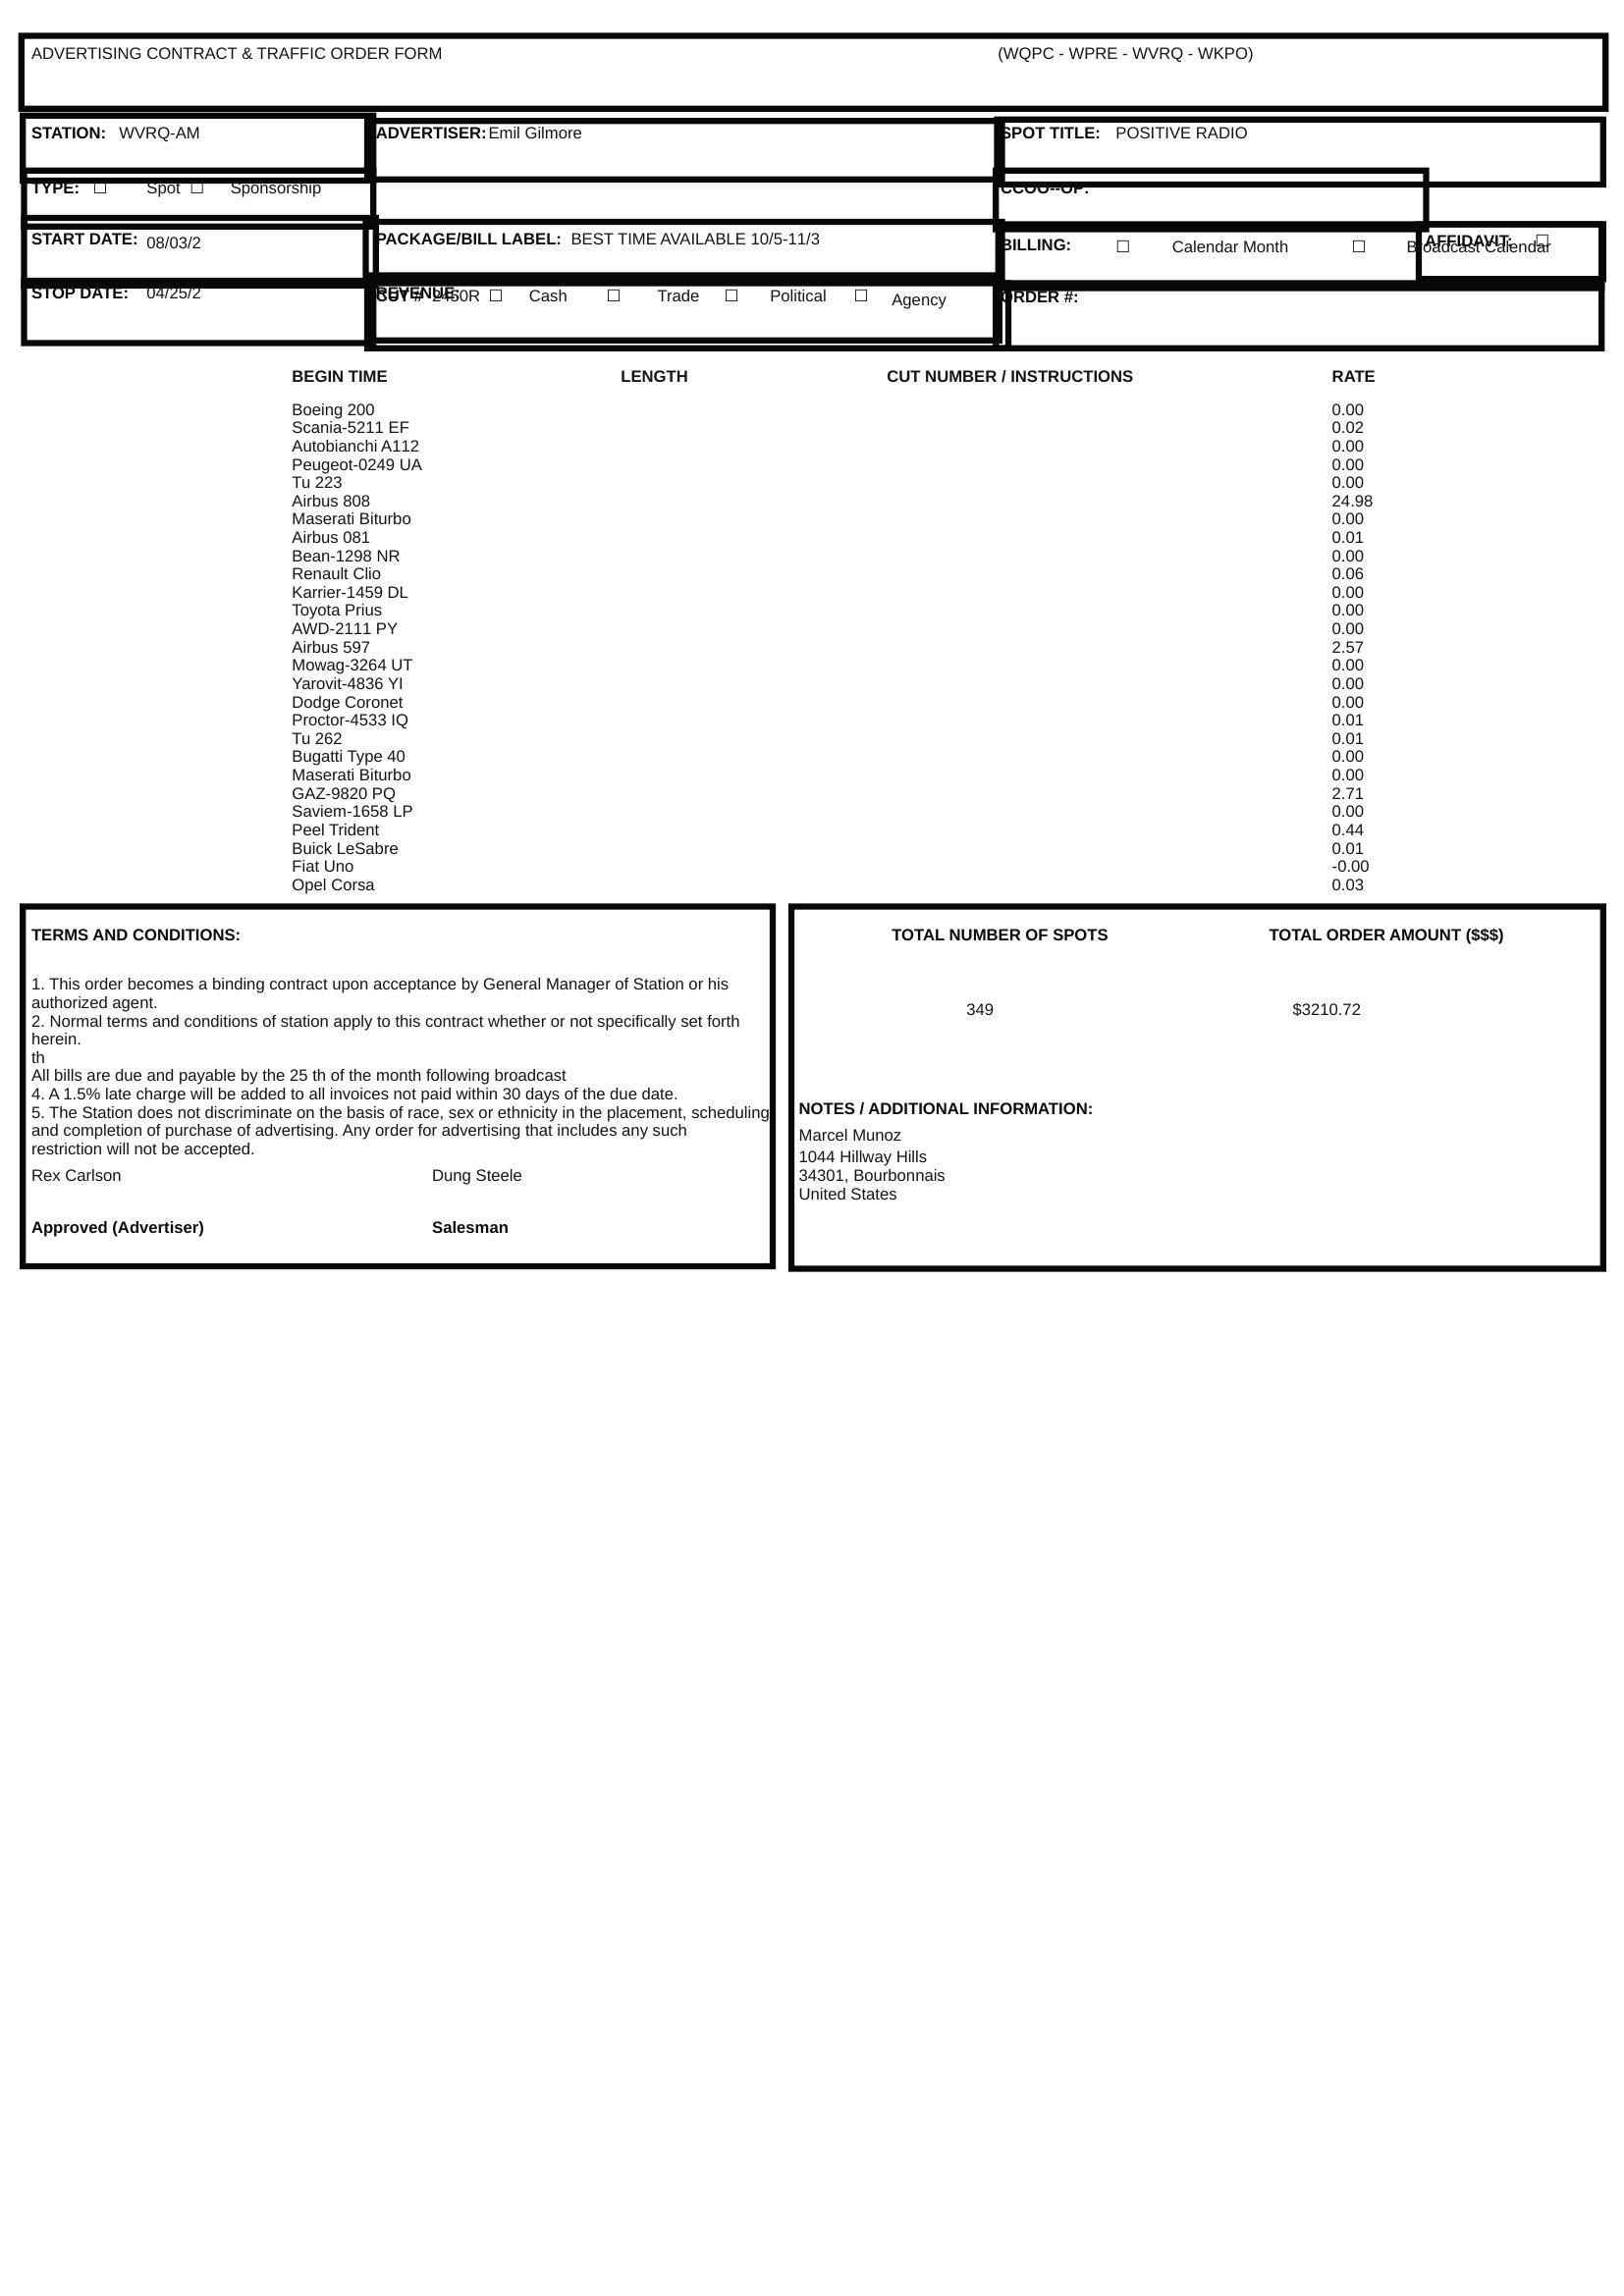 ADVERTISING CONTRACT & TRAFFIC ORDER FORM (WQPC - WPRE - WVRQ - WKPO)
STATION: WVRQ-AM ADVERTISER: Emil Gilmore SPOT TITLE: POSITIVE RADIO
TYPE: ☐ Spot ☐ Sponsorship CCOO--OP:
START DATE: 08/03/2 PACKAGE/BILL LABEL: BEST TIME AVAILABLE 10/5-11/3 BILLING: ☐ Calendar Month ☐ Broadcast Calendar AFFIDAVIT: ☐
STOP DATE: 04/25/2 REVENUE: CUT # 2450R ☐ Cash ☐ Trade ☐ Political ☐ Agency ORDER #:
BEGIN TIME LENGTH CUT NUMBER / INSTRUCTIONS RATE
Boeing 200 0.00
Scania-5211 EF 0.02
Autobianchi A112 0.00
Peugeot-0249 UA 0.00
Tu 223 0.00
Airbus 808 24.98
Maserati Biturbo 0.00
Airbus 081 0.01
Bean-1298 NR 0.00
Renault Clio 0.06
Karrier-1459 DL 0.00
Toyota Prius 0.00
AWD-2111 PY 0.00
Airbus 597 2.57
Mowag-3264 UT 0.00
Yarovit-4836 YI 0.00
Dodge Coronet 0.00
Proctor-4533 IQ 0.01
Tu 262 0.01
Bugatti Type 40 0.00
Maserati Biturbo 0.00
GAZ-9820 PQ 2.71
Saviem-1658 LP 0.00
Peel Trident 0.44
Buick LeSabre 0.01
Fiat Uno -0.00
Opel Corsa 0.03
TERMS AND CONDITIONS:
1. This order becomes a binding contract upon acceptance by General Manager of Station or his
authorized agent.
2. Normal terms and conditions of station apply to this contract whether or not specifically set forth
herein.
th
All bills are due and payable by the 25 th of the month following broadcast
4. A 1.5% late charge will be added to all invoices not paid within 30 days of the due date.
5. The Station does not discriminate on the basis of race, sex or ethnicity in the placement, scheduling
and completion of purchase of advertising. Any order for advertising that includes any such
restriction will not be accepted.
Rex Carlson Dung Steele
Approved (Advertiser) Salesman
TOTAL NUMBER OF SPOTS TOTAL ORDER AMOUNT ($$$)
349 $3210.72
NOTES / ADDITIONAL INFORMATION:
Marcel Munoz
1044 Hillway Hills
34301, Bourbonnais
United States